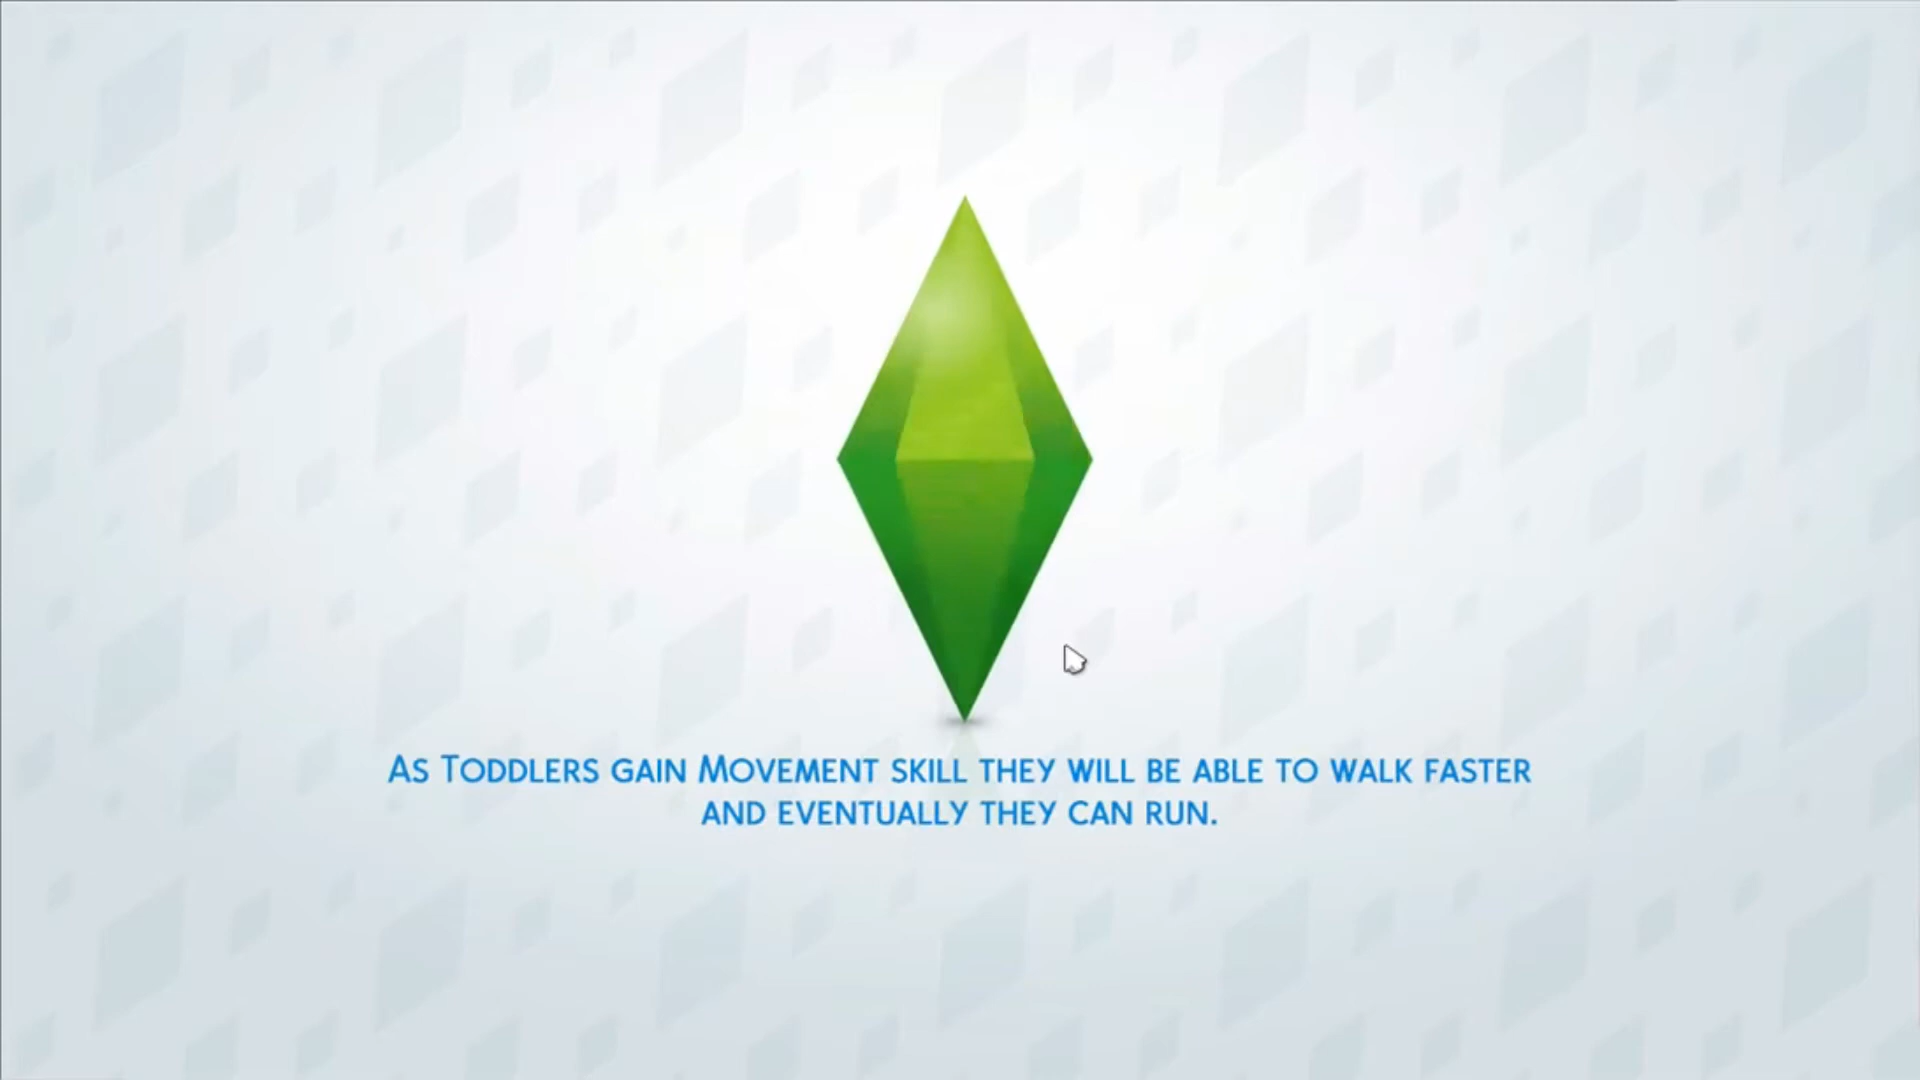 As Toddlers gain Movement skill they will be able to walk faster
and eventually they can run.